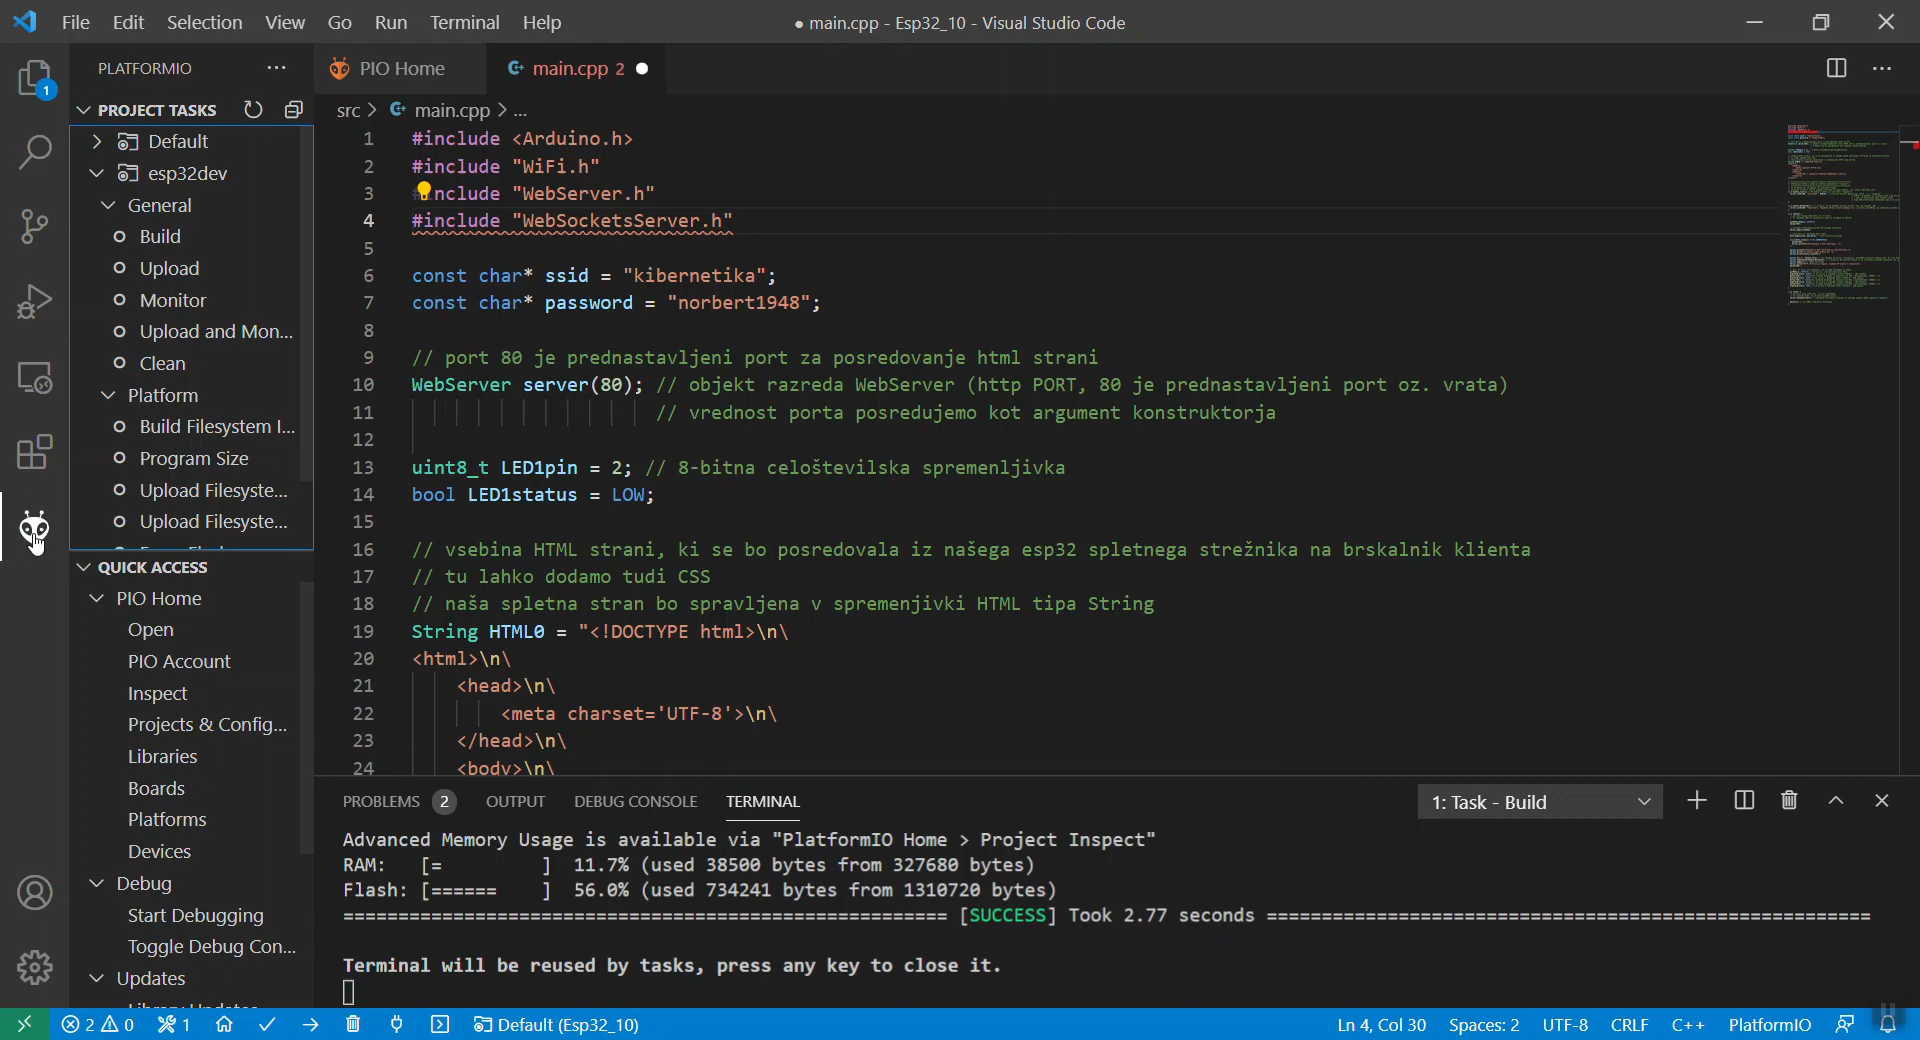 File Edit Selection View Go Run Terminal Help
● main.cpp - Esp32_10 - Visual Studio Code
PLATFORMIO
PIO Home
main.cpp 2
1
PROJECT TASKS
src > main.cpp > ...
Default
esp32dev
General
Build
Upload
Monitor
Upload and Mon...
Clean
Platform
Build Filesystem I...
Program Size
Upload Filesyste...
Upload Filesyste...
QUICK ACCESS
PIO Home
Open
PIO Account
Inspect
Projects & Config...
Libraries
Boards
Platforms
Devices
Debug
Start Debugging
Toggle Debug Con...
Updates
1 #include <Arduino.h>
2 #include "WiFi.h"
3 #include "WebServer.h"
4 #include "WebSocketsServer.h"
5
6 const char* ssid = "kibernetika";
7 const char* password = "norbert1948";
8
9 // port 80 je prednastavljeni port za posredovanje html strani
10 WebServer server(80); // objekt razreda WebServer (http PORT, 80 je prednastavljeni port oz. vrata)
11 // vrednost porta posredujemo kot argument konstruktorja
12
13 uint8_t LED1pin = 2; // 8-bitna celoštevilska spremenljivka
14 bool LED1status = LOW;
15
16 // vsebina HTML strani, ki se bo posredovala iz našega esp32 spletnega strežnika na brskalnik klienta
17 // tu lahko dodamo tudi CSS
18 // naša spletna stran bo spravljena v spremenjivki HTML tipa String
19 String HTML0 = "<!DOCTYPE html>\n\
20 <html>\n\
21 <head>\n\
22 <meta charset='UTF-8'>\n\
23 </head>\n\
24 <body>\n\
PROBLEMS 2 OUTPUT DEBUG CONSOLE TERMINAL
1: Task - Build
Advanced Memory Usage is available via "PlatformIO Home > Project Inspect"
RAM: [= ] 11.7% (used 38500 bytes from 327680 bytes)
Flash: [====== ] 56.0% (used 734241 bytes from 1310720 bytes)
[SUCCESS] Took 2.77 seconds
Terminal will be reused by tasks, press any key to close it.
2 0 1 Default (Esp32_10)
Ln 4, Col 30 Spaces: 2 UTF-8 CRLF C++ PlatformIO